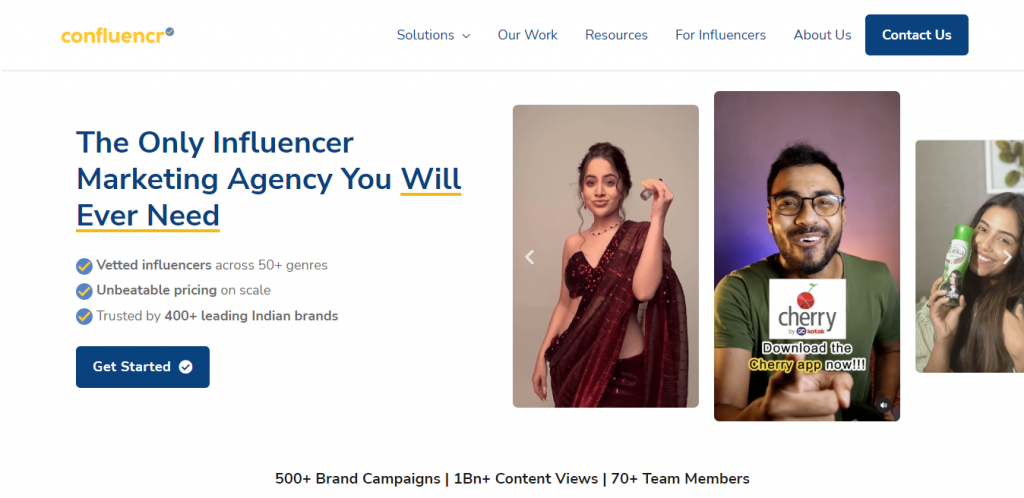 confluencr
Solutions
Our Work
Resources
For Influencers
About Us
Contact Us
The Only Influencer
Marketing Agency You Will
Ever Need
Vetted influencers across 50+ genres
Unbeatable pricing on scale
Trusted by 400+ leading Indian brands
Get Started
cherry
by kotak
Download the
Cherry app now!!!
500+ Brand Campaigns | 1Bn+ Content Views | 70+ Team Members